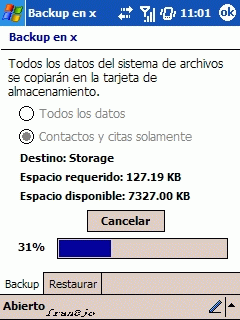 Backup en x
11:01
ok
Backup en x
Todos los datos del sistema de archivos
se copiarán en la tarjeta de
almacenamiento.
Todos los datos
Contactos y citas solamente
Destino: Storage
Espacio requerido: 127.19 KB
Espacio disponible: 7327.00 KB
Cancelar
31%
Backup
Restaurar
Abierto